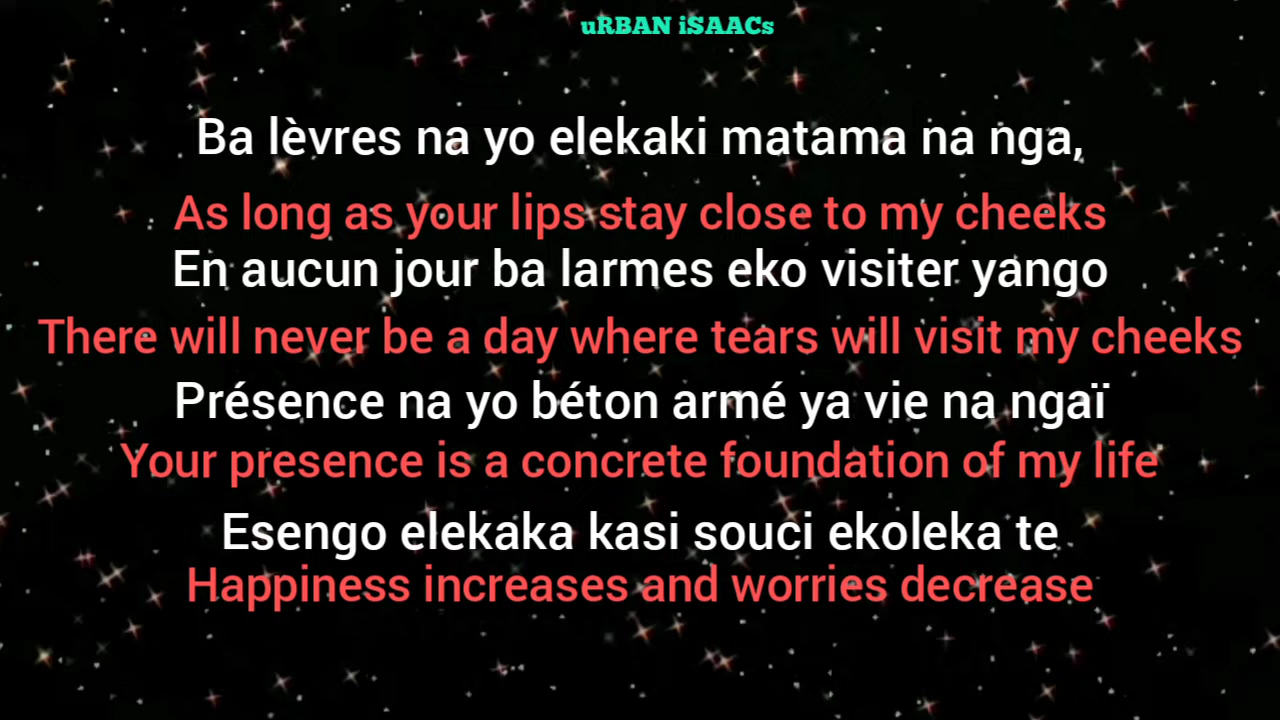 uRBAN iSAACs
Ba lèvres na yo elekaki matama na nga,
As long as your lips stay close to my cheeks
En aucun jour ba larmes eko visiter yango
There will never be a day where tears will visit my cheeks
Présence na yo béton armé ya vie na ngaï
Your presence is a concrete foundation of my life
Esengo elekaka kasi souci ekoleka te
Happiness increases and worries decrease